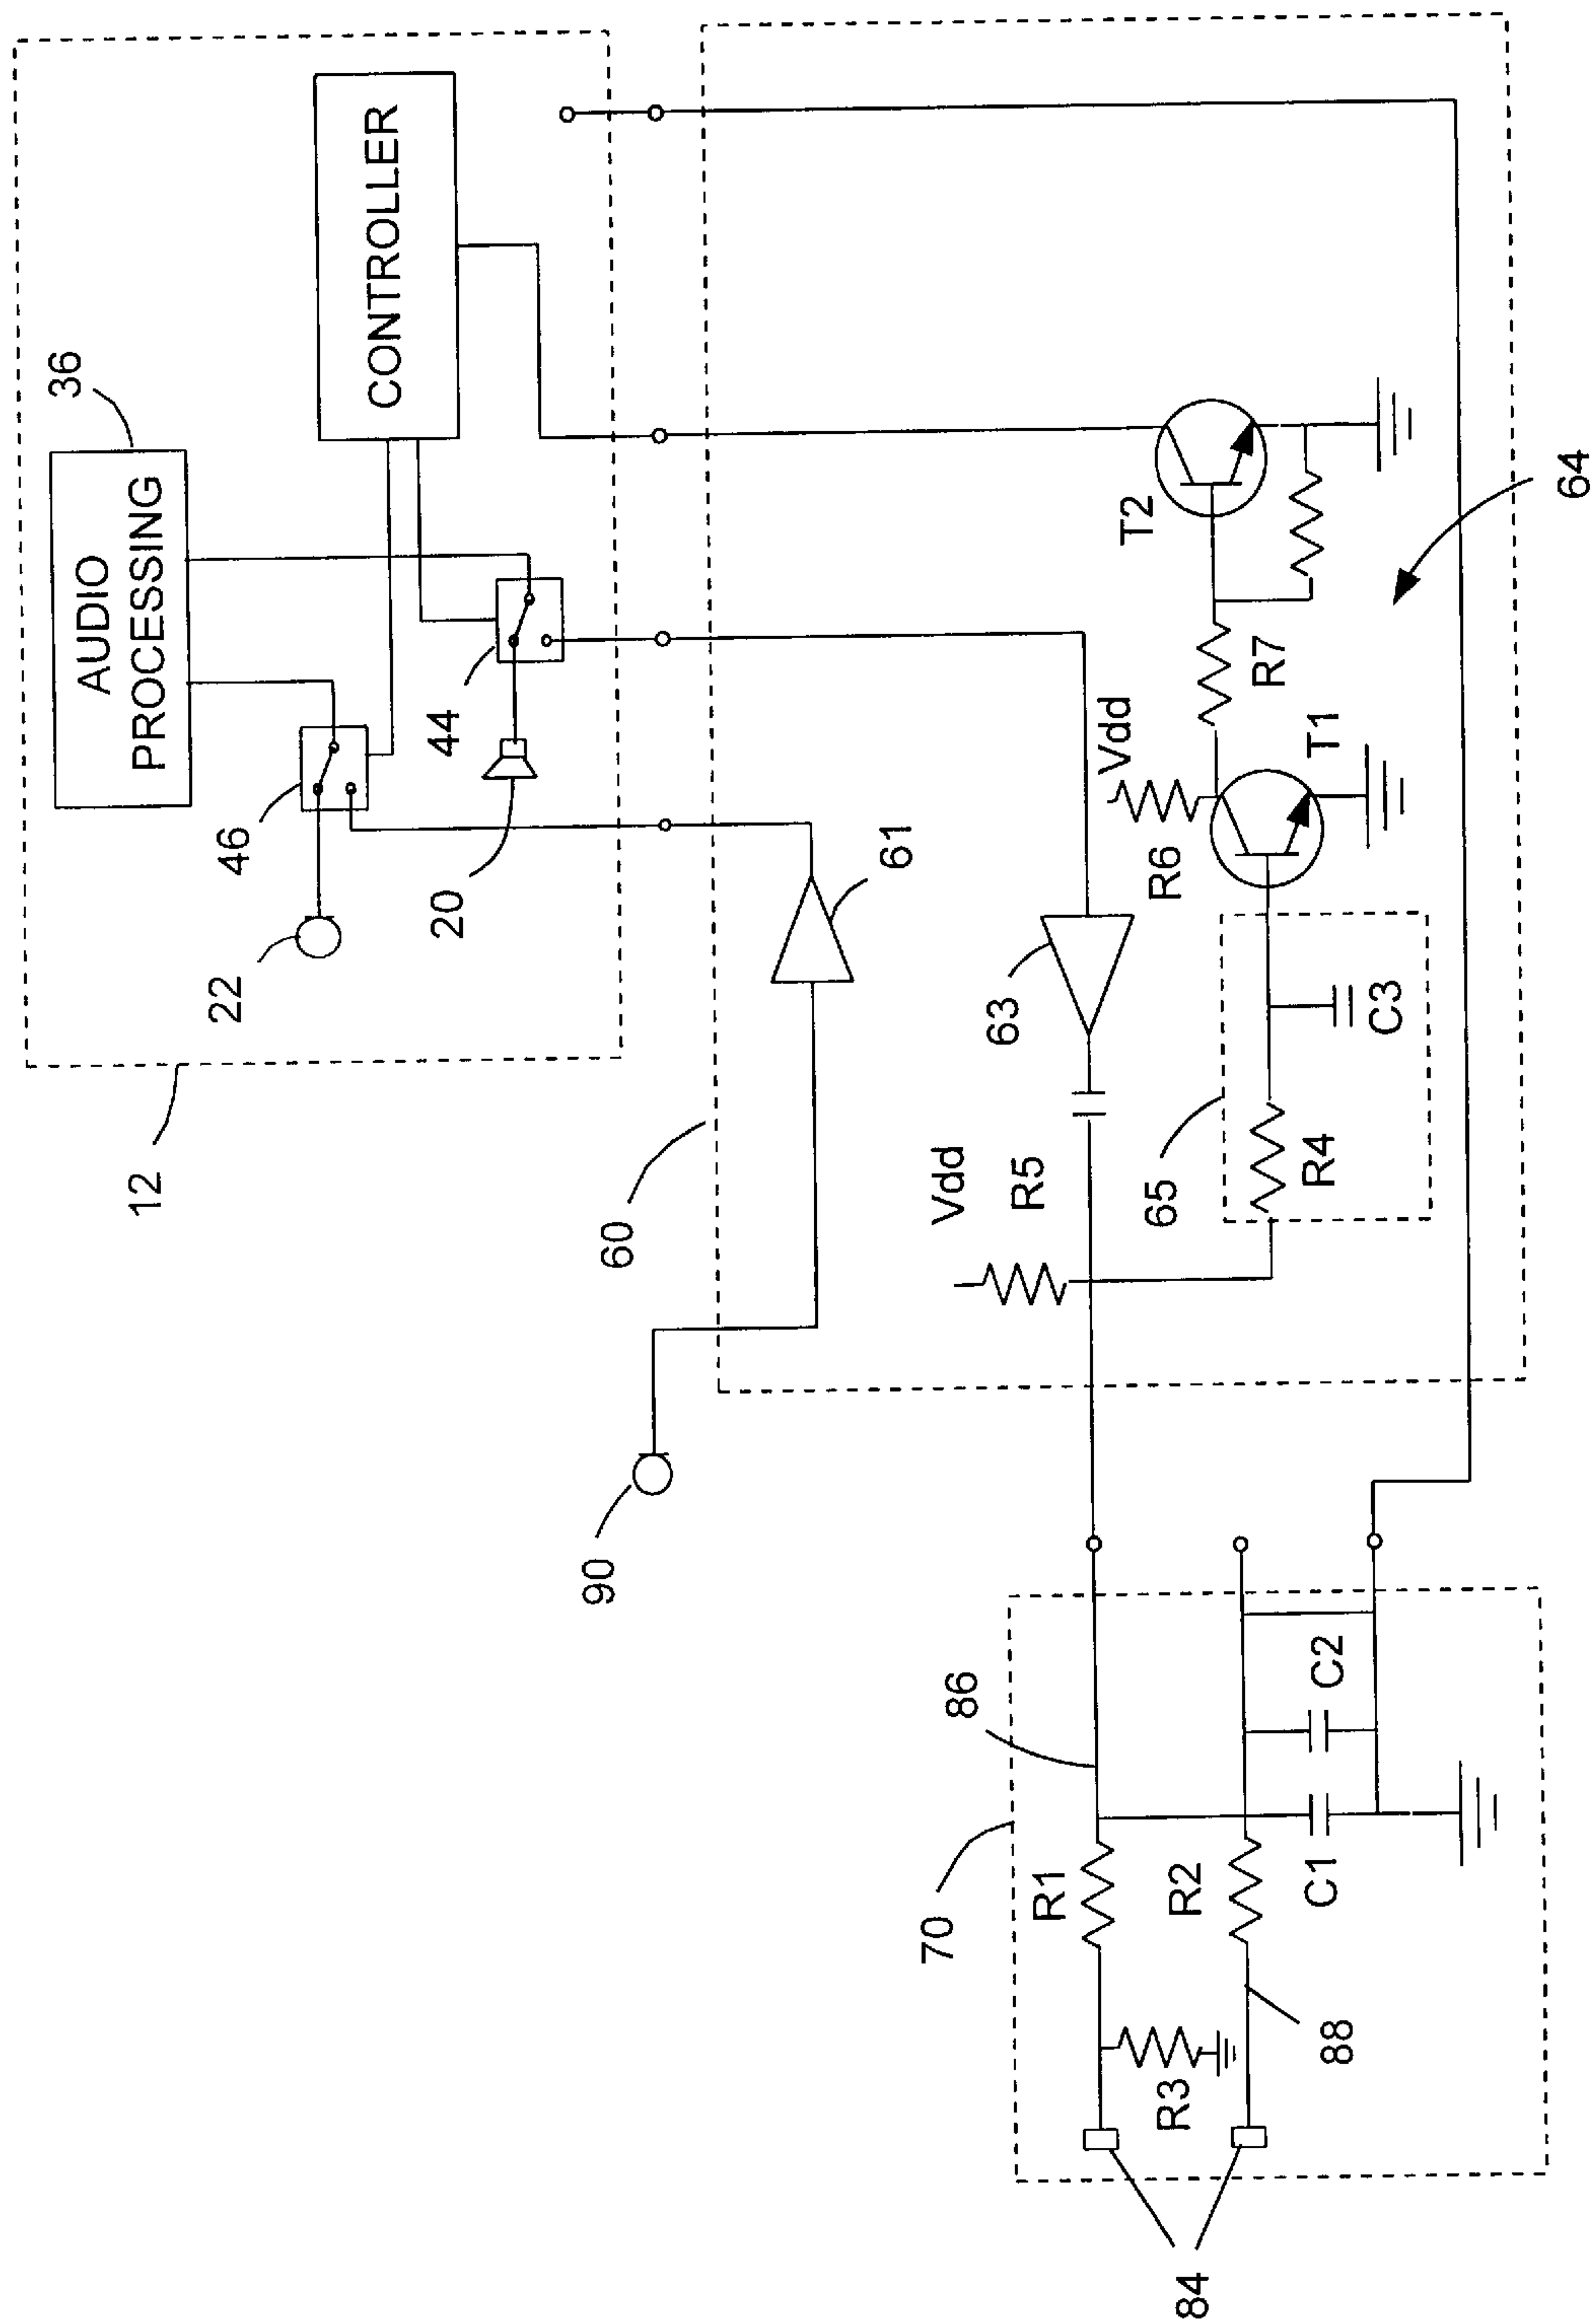 36
AUDIO
PROCESSING
CONTROLLER
46
44
22
20
12
60
61
90
63
Vdd
R5
Vdd
R6
R7
T1
T2
65
R4
C3
64
70
86
R1
R2
C1
C2
R3
88
84